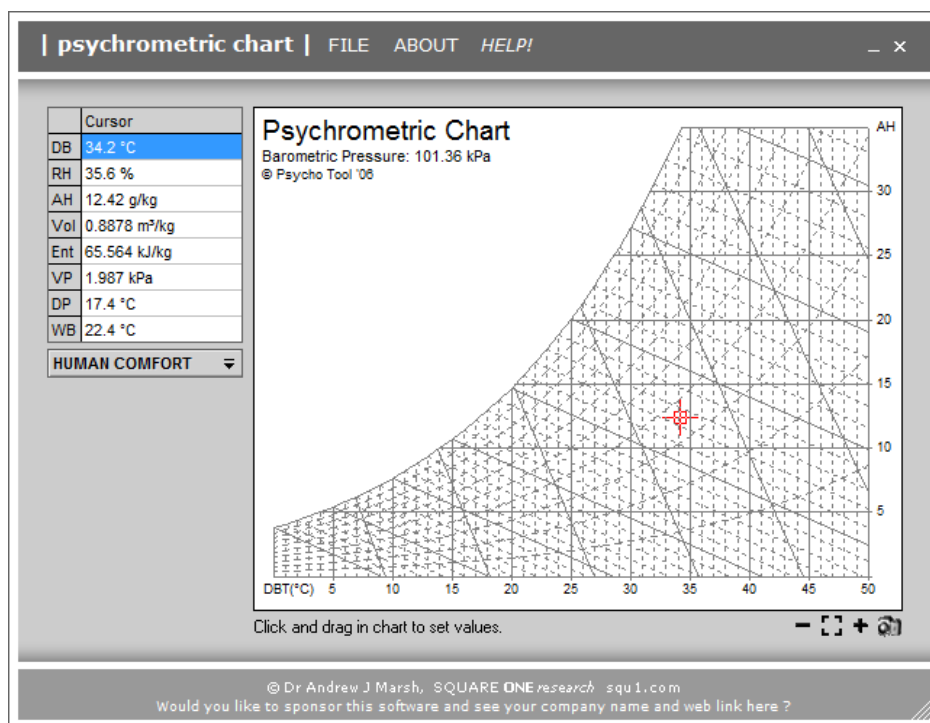 | psychrometric chart | FILE ABOUT HELP! _ ×
Cursor
DB 34.2 °C
RH 35.6 %
AH 12.42 g/kg
Vol 0.8878 m³/kg
Ent 65.564 kJ/kg
VP 1.987 kPa
DP 17.4 °C
WB 22.4 °C
HUMAN COMFORT
Psychrometric Chart
Barometric Pressure: 101.36 kPa
© Psycho Tool '06
AH
30
25
20
15
10
5
DBT(°C) 5 10 15 20 25 30 35 40 45 50
Click and drag in chart to set values.
© Dr Andrew J Marsh, SQUARE ONE research squ1.com
Would you like to sponsor this software and see your company name and web link here ?